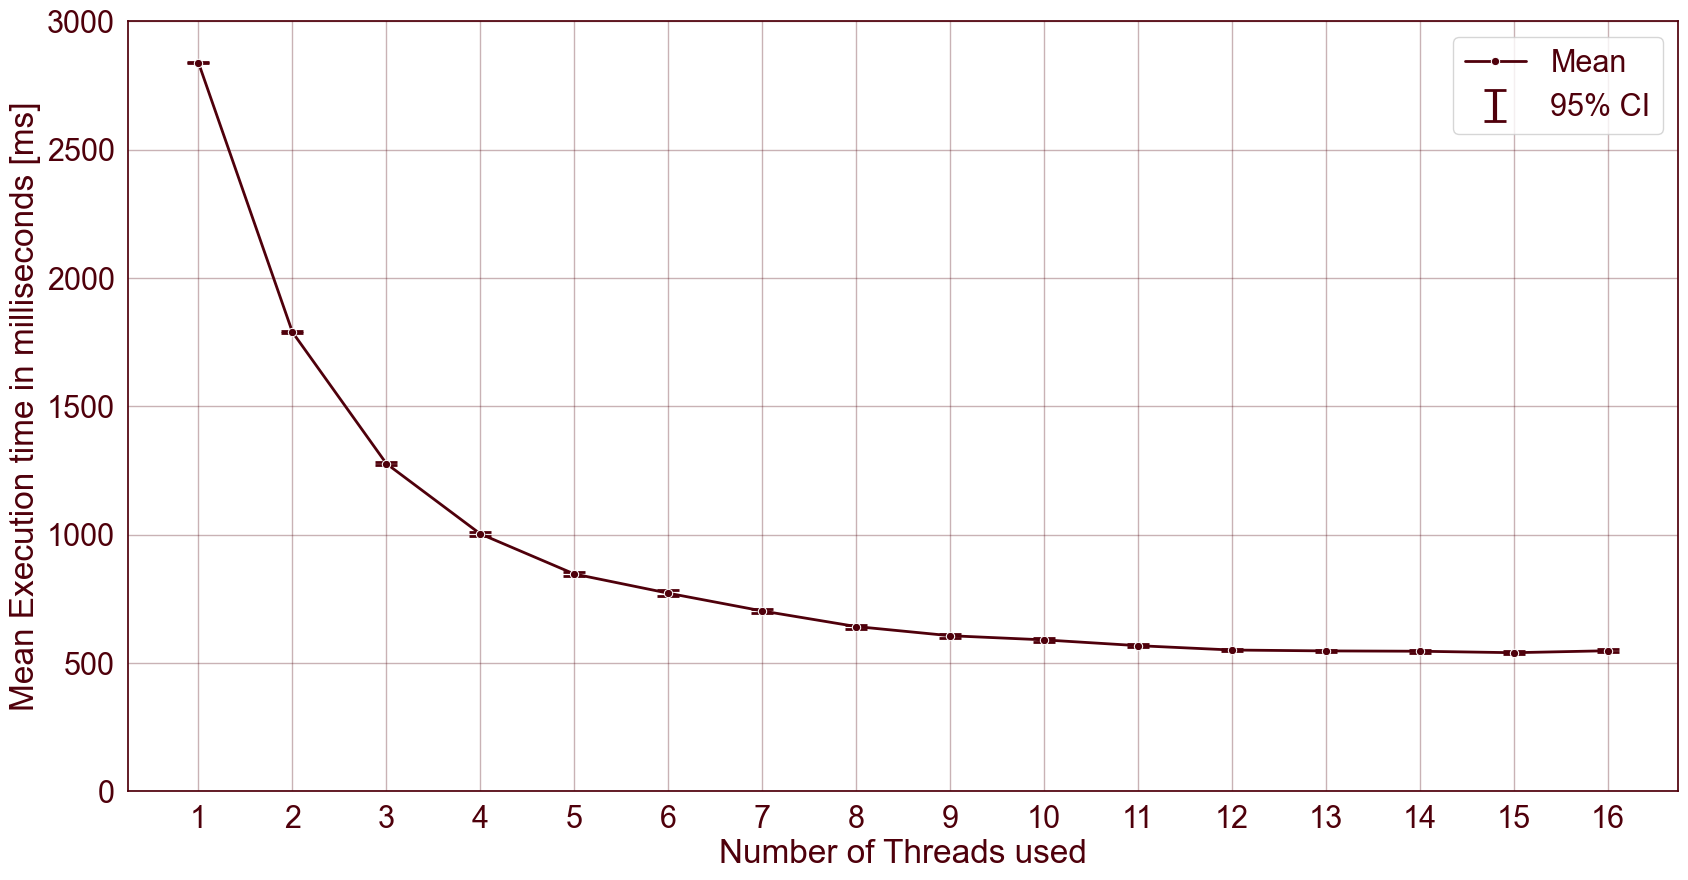 Mean Execution time in milliseconds [ms]
3000
2500
2000
1500
1000
500
0
Mean
95% CI
1 2 3 4 5 6 7 8 9 10 11 12 13 14 15 16
Number of Threads used